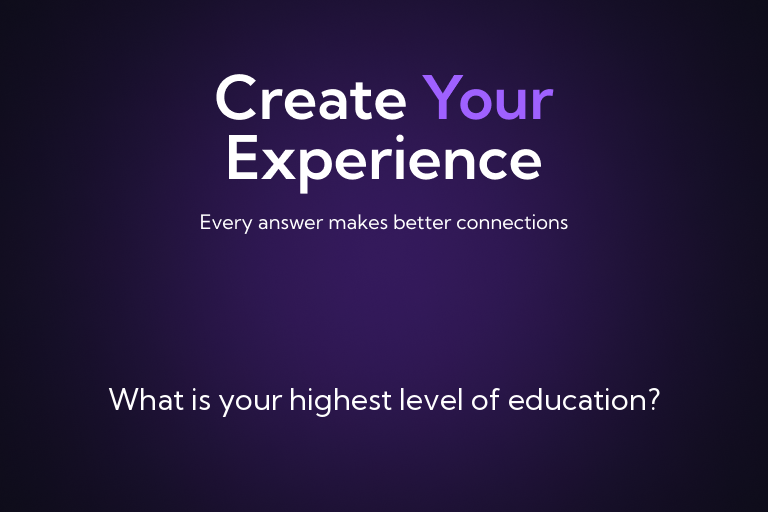 Create Your
Experience
Every answer makes better connections
What is your highest level of education?